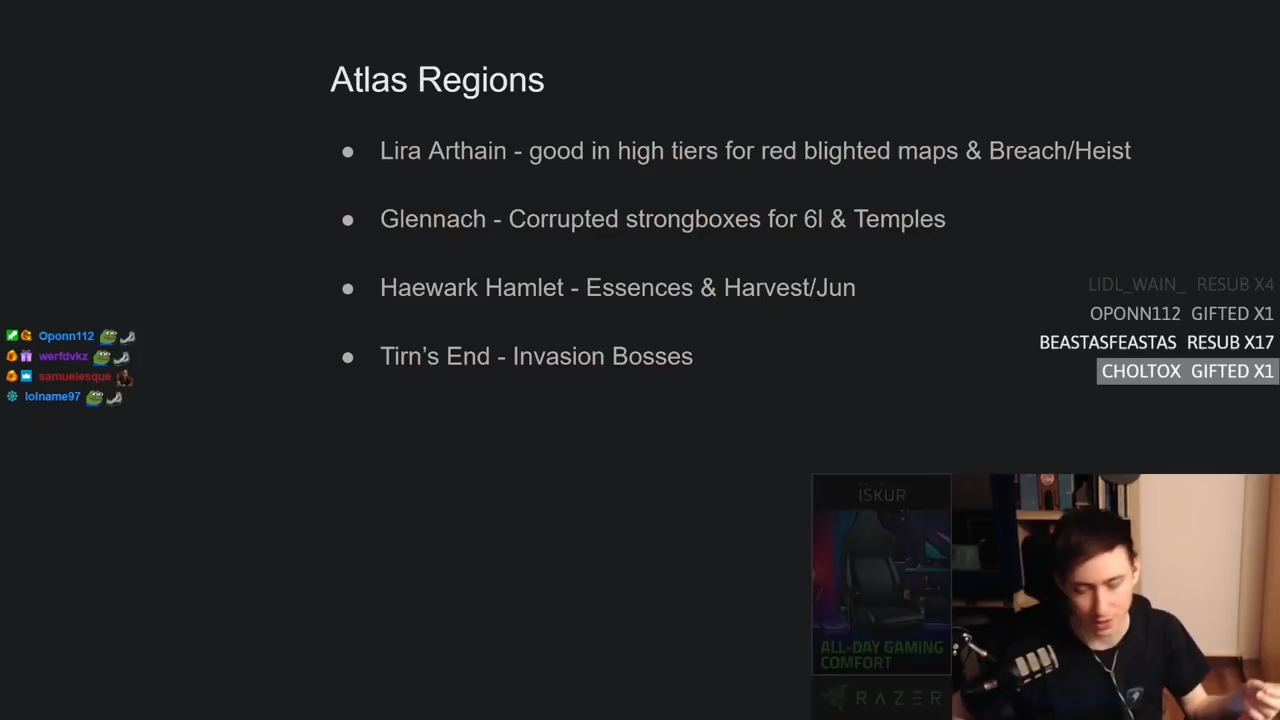 Atlas Regions
● Lira Arthain - good in high tiers for red blighted maps & Breach/Heist
● Glennach - Corrupted strongboxes for 6l & Temples
● Haewark Hamlet - Essences & Harvest/Jun
● Tirn's End - Invasion Bosses
LIDL_WAIN_ RESUB X4
OPONN112 GIFTED X1
BEASTASFEASTAS RESUB X17
CHOLTOX GIFTED X1
Oponn112
werfdvkz
samuelesque
lolname97
ISKUR
ALL-DAY GAMING
COMFORT
RAZER